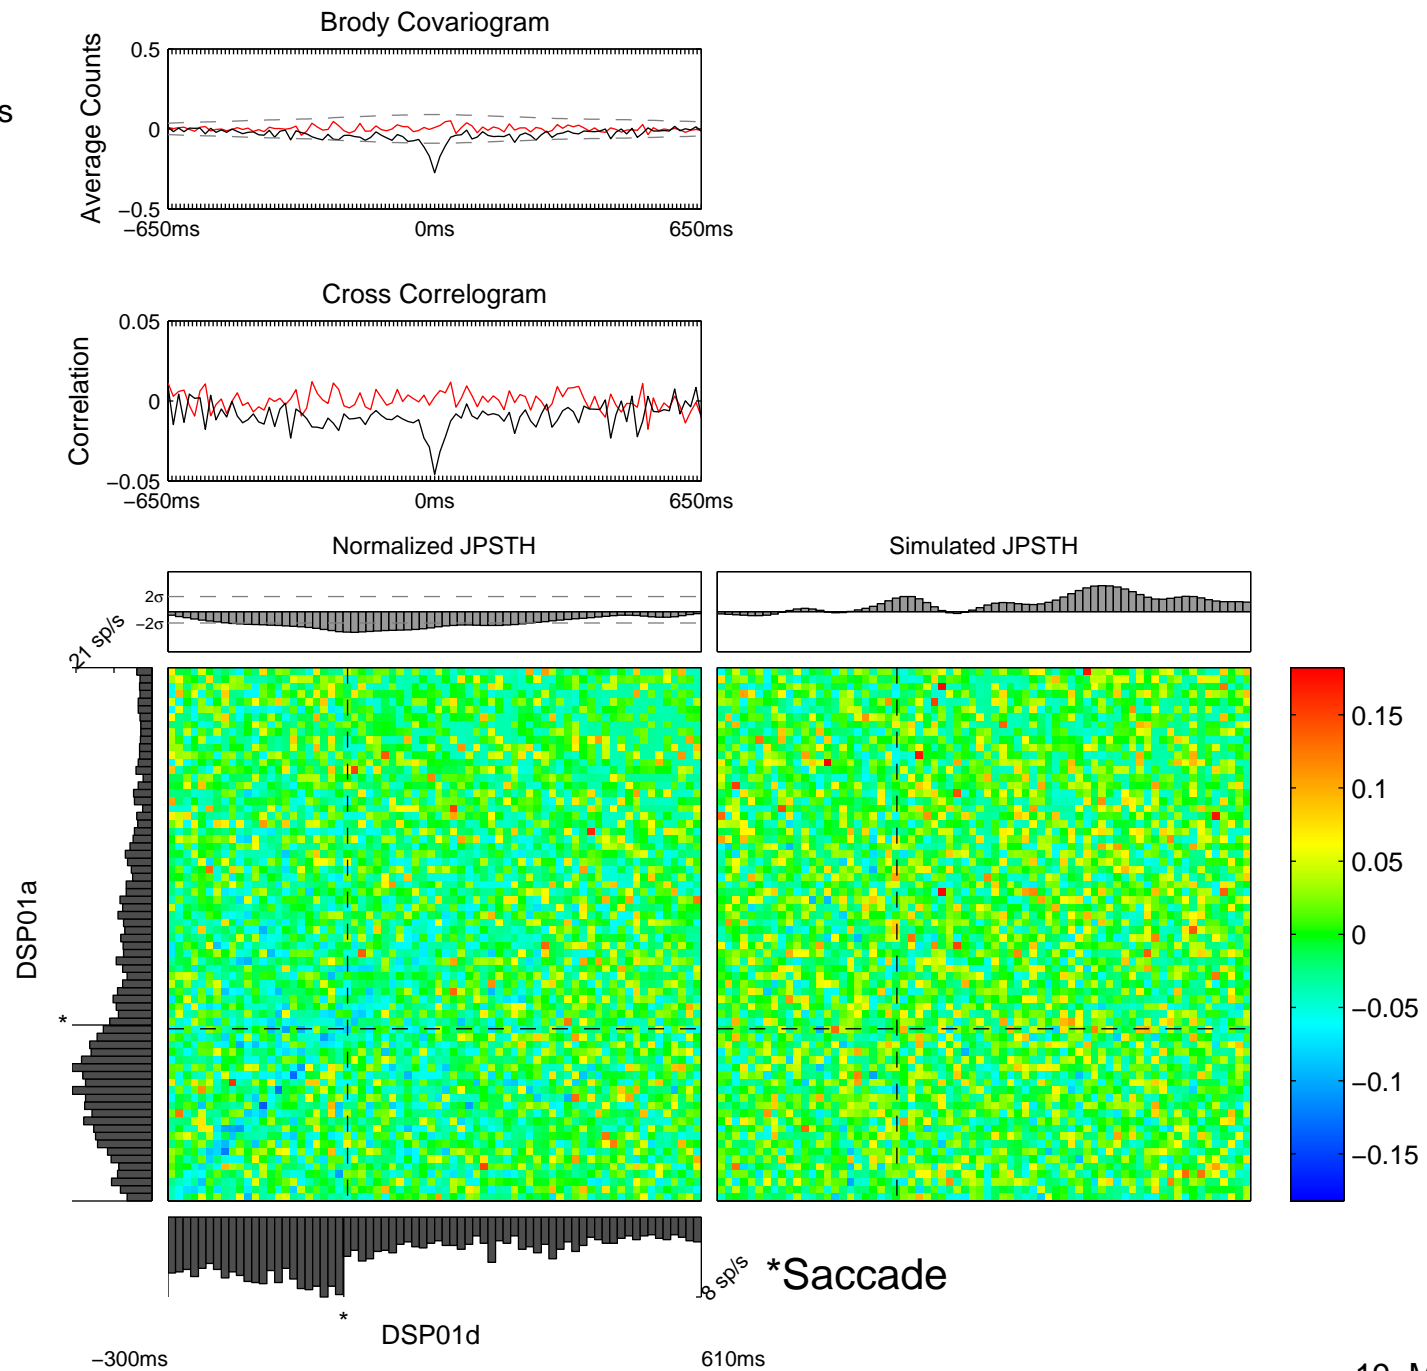 Brody Covariogram
s
Average Counts
0.5
0
−0.5
−650ms
0ms
650ms
Cross Correlogram
Correlation
0.05
0
−0.05
−650ms
0ms
650ms
Normalized JPSTH
Simulated JPSTH
2σ
−2σ
21 sp/s
DSP01a
*
0.15
0.1
0.05
0
−0.05
−0.1
−0.15
8 sp/s
*Saccade
*
DSP01d
−300ms
610ms